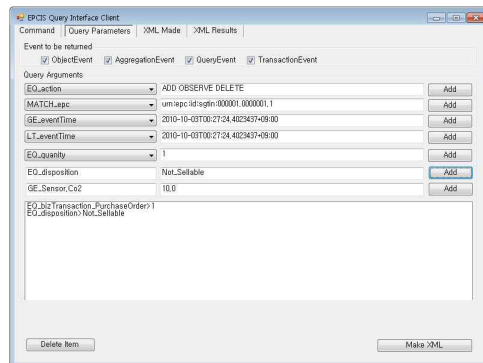 EPCIS Query Interface Client
Command Query Parameters XML Made XML Results
Event to be returned
ObjectEvent AggregationEvent QueryEvent TransactionEvent
Query Arguments
EQ_action ADD OBSERVE DELETE Add
MATCH_epc urn:epc:id:sgtin:000001.0000000.1 Add
GE_eventTime 2010-10-03T00:27:24.4023437+09:00 Add
LT_eventTime 2010-10-03T00:27:24.4023437+09:00 Add
EQ_quanity 1 Add
EQ_disposition Not_Sellable Add
GE_Sensor.Co2 10.0 Add
EQ_bizTransaction_PurchaseOrder>1
EQ_disposition>Not_Sellable
Delete Item Make XML